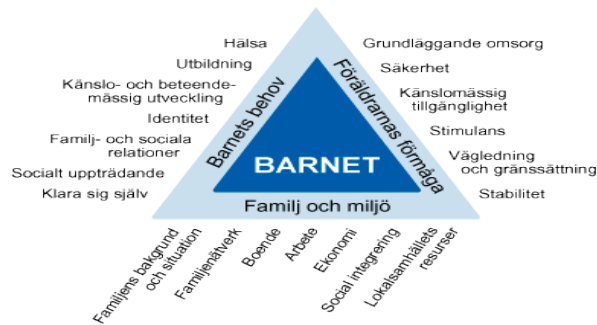 Hälsa
Utbildning
Känslo- och beteende-
mässig utveckling
Identitet
Familj- och sociala
relationer
Socialt uppträdande
Klara sig själv
Barnets behov
Grundläggande omsorg
Säkerhet
Känslomässig
tillgänglighet
Stimulans
Vägledning
och gränssättning
Stabilitet
Föräldrarnas förmåga
BARNET
Familj och miljö
Familjens bakgrund
och situation
Familjenätverk
Boende
Arbete
Ekonomi
Social integrering
Lokalsamhällets
resurser